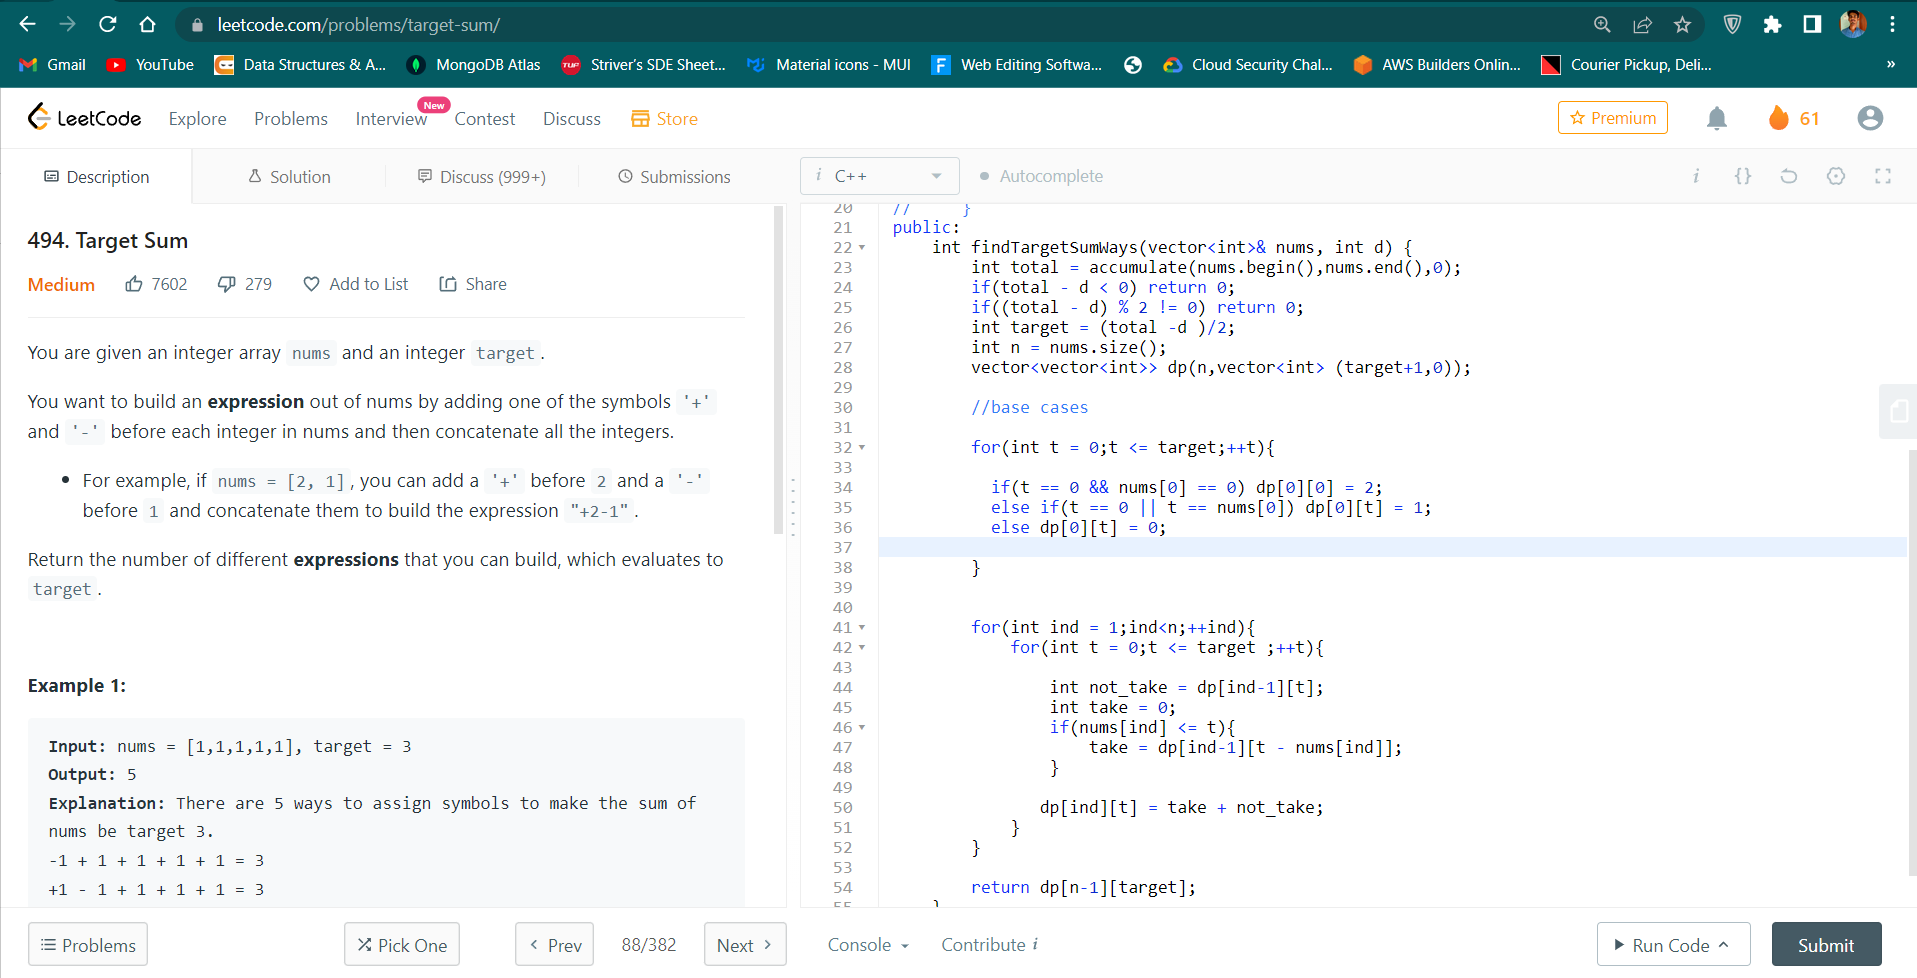 leetcode.com/problems/target-sum/
Gmail YouTube Data Structures & A... MongoDB Atlas TUF Striver's SDE Sheet... Material icons - MUI Web Editing Softwa... Cloud Security Chal... AWS Builders Onlin... Courier Pickup, Deli... »
LeetCode Explore Problems Interview New Contest Discuss Store Premium 61
Description Solution Discuss (999+) Submissions
494. Target Sum
Medium 7602 279 Add to List Share
You are given an integer array nums and an integer target.
You want to build an expression out of nums by adding one of the symbols '+'
and '-' before each integer in nums and then concatenate all the integers.
• For example, if nums = [2, 1], you can add a '+' before 2 and a '-'
before 1 and concatenate them to build the expression "+2-1".
Return the number of different expressions that you can build, which evaluates to
target.
Example 1:
Input: nums = [1,1,1,1,1], target = 3
Output: 5
Explanation: There are 5 ways to assign symbols to make the sum of
nums be target 3.
-1 + 1 + 1 + 1 + 1 = 3
+1 - 1 + 1 + 1 + 1 = 3
Problems Pick One < Prev 88/382 Next >
i C++ Autocomplete i {}
20 // }
21 public:
22 int findTargetSumWays(vector<int>& nums, int d) {
23 int total = accumulate(nums.begin(),nums.end(),0);
24 if(total - d < 0) return 0;
25 if((total - d) % 2 != 0) return 0;
26 int target = (total -d )/2;
27 int n = nums.size();
28 vector<vector<int>> dp(n,vector<int> (target+1,0));
29
30 //base cases
31
32 for(int t = 0;t <= target;++t){
33
34 if(t == 0 && nums[0] == 0) dp[0][0] = 2;
35 else if(t == 0 || t == nums[0]) dp[0][t] = 1;
36 else dp[0][t] = 0;
37
38 }
39
40
41 for(int ind = 1;ind<n;++ind){
42 for(int t = 0;t <= target ;++t){
43
44 int not_take = dp[ind-1][t];
45 int take = 0;
46 if(nums[ind] <= t){
47 take = dp[ind-1][t - nums[ind]];
48 }
49
50 dp[ind][t] = take + not_take;
51 }
52 }
53
54 return dp[n-1][target];
55 }
Console Contribute i Run Code Submit